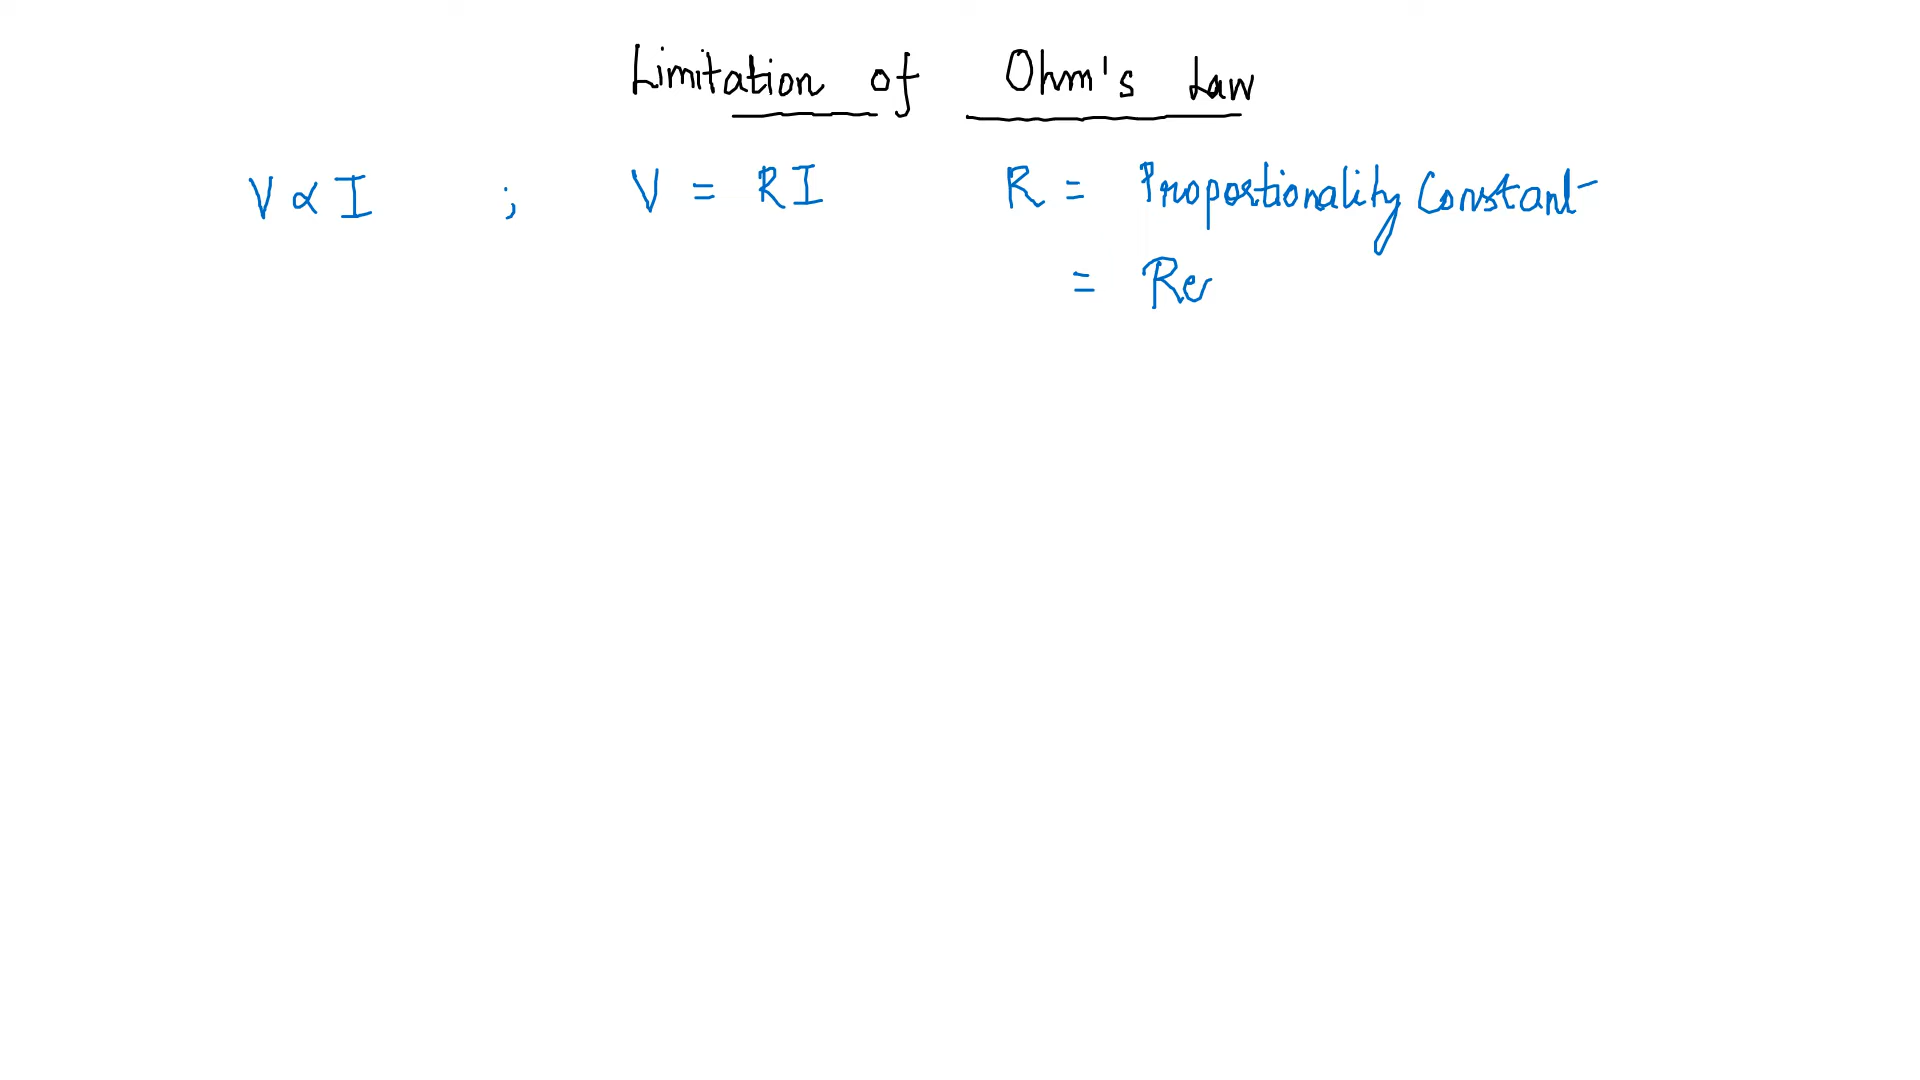 Limitation of Ohm's Law
V ∝ I ; V = RI R = Proportionality Constant
= Re